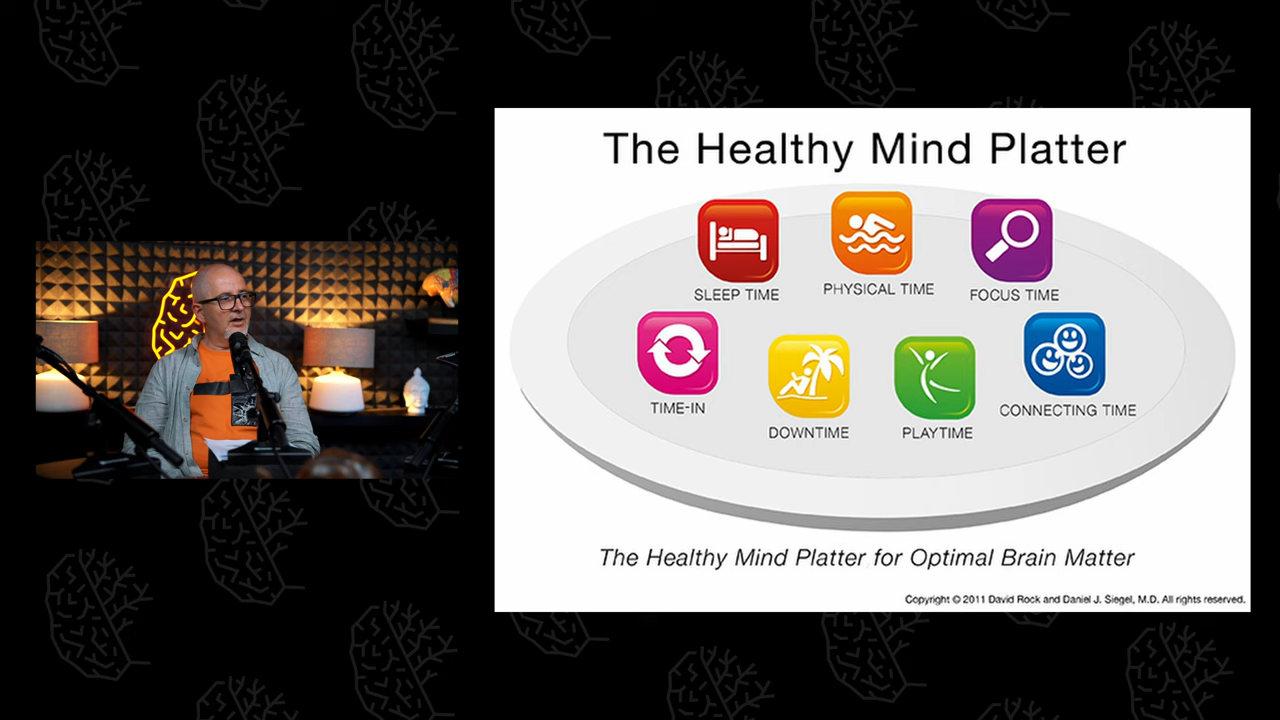 The Healthy Mind Platter
SLEEP TIME
PHYSICAL TIME
FOCUS TIME
TIME-IN
DOWNTIME
PLAYTIME
CONNECTING TIME
The Healthy Mind Platter for Optimal Brain Matter
Copyright © 2011 David Rock and Daniel J. Siegel, M.D. All rights reserved.